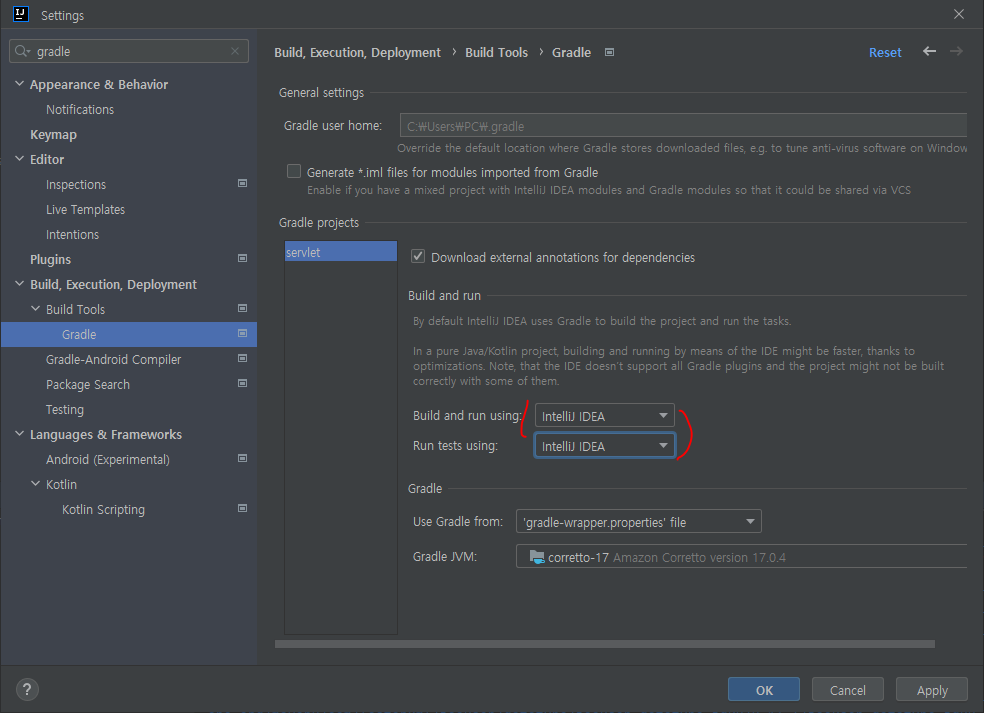 IJ
Settings
gradle
Appearance & Behavior
Notifications
Keymap
Editor
Inspections
Live Templates
Intentions
Plugins
Build, Execution, Deployment
Build Tools
Gradle
Gradle-Android Compiler
Package Search
Testing
Languages & Frameworks
Android (Experimental)
Kotlin
Kotlin Scripting
Build, Execution, Deployment › Build Tools › Gradle
Reset
General settings
Gradle user home: C:₩Users₩PC₩.gradle
Override the default location where Gradle stores downloaded files, e.g. to tune anti-virus software on Window
Generate *.iml files for modules imported from Gradle
Enable if you have a mixed project with IntelliJ IDEA modules and Gradle modules so that it could be shared via VCS
Gradle projects
servlet
Download external annotations for dependencies
Build and run
By default IntelliJ IDEA uses Gradle to build the project and run the tasks.
In a pure Java/Kotlin project, building and running by means of the IDE might be faster, thanks to
optimizations. Note, that the IDE doesn't support all Gradle plugins and the project might not be built
correctly with some of them.
Build and run using: IntelliJ IDEA
Run tests using: IntelliJ IDEA
Gradle
Use Gradle from: 'gradle-wrapper.properties' file
Gradle JVM: corretto-17 Amazon Corretto version 17.0.4
?
OK
Cancel
Apply